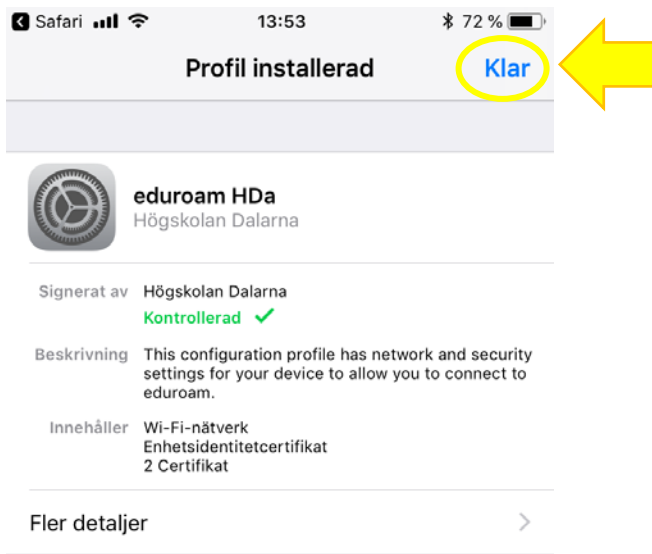 Safari 13:53 72 %
Profil installerad Klar
eduroam HDa
Högskolan Dalarna
Signerat av Högskolan Dalarna
Kontrollerad
Beskrivning This configuration profile has network and security
settings for your device to allow you to connect to
eduroam.
Innehåller Wi-Fi-nätverk
Enhetsidentitetcertifikat
2 Certifikat
Fler detaljer